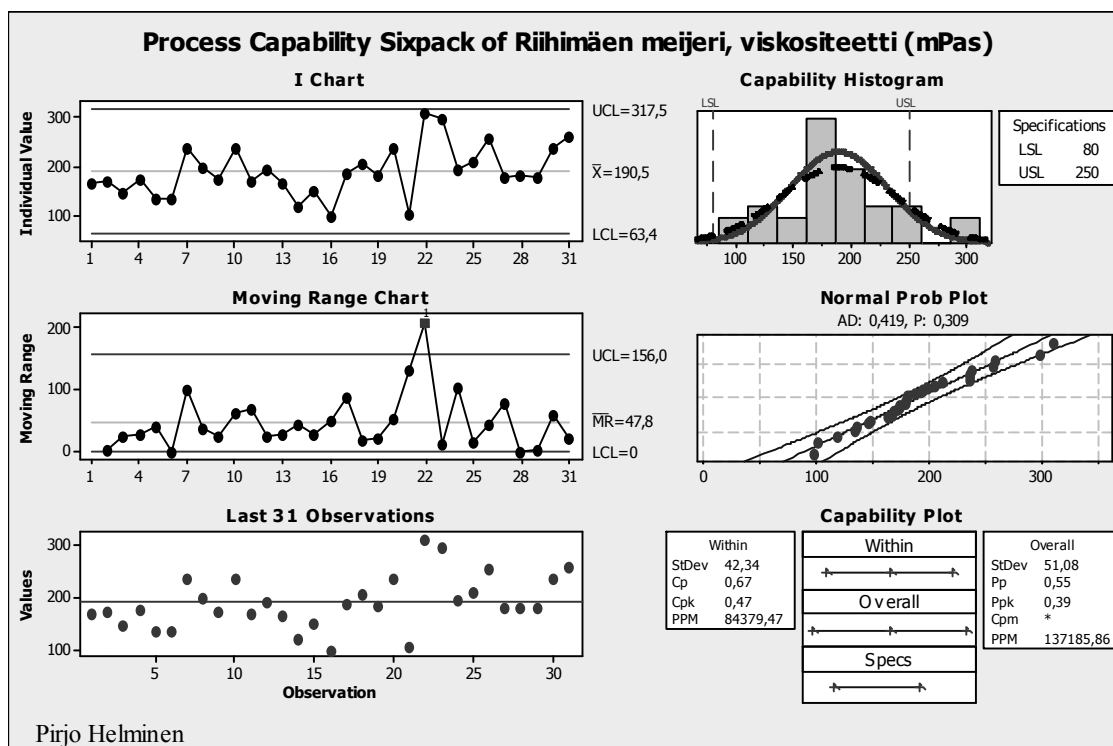 Process Capability Sixpack of Riihimäen meijeri, viskositeetti (mPas)
I Chart
Individual Value
300
200
100
1 4 7 10 13 16 19 22 25 28 31
UCL=317,5
X=190,5
LCL=63,4
Moving Range Chart
Moving Range
200
100
0
1
1 4 7 10 13 16 19 22 25 28 31
UCL=156,0
MR=47,8
LCL=0
Last 31 Observations
Values
300
200
100
5 10 15 20 25 30
Observation
Capability Histogram
LSL USL
100 150 200 250 300
Specifications
LSL 80
USL 250
Normal Prob Plot
AD: 0,419, P: 0,309
0 100 200 300
Capability Plot
Within
StDev 42,34
Cp 0,67
Cpk 0,47
PPM 84379,47
Within
Overall
Specs
Overall
StDev 51,08
Pp 0,55
Ppk 0,39
Cpm *
PPM 137185,86
Pirjo Helminen